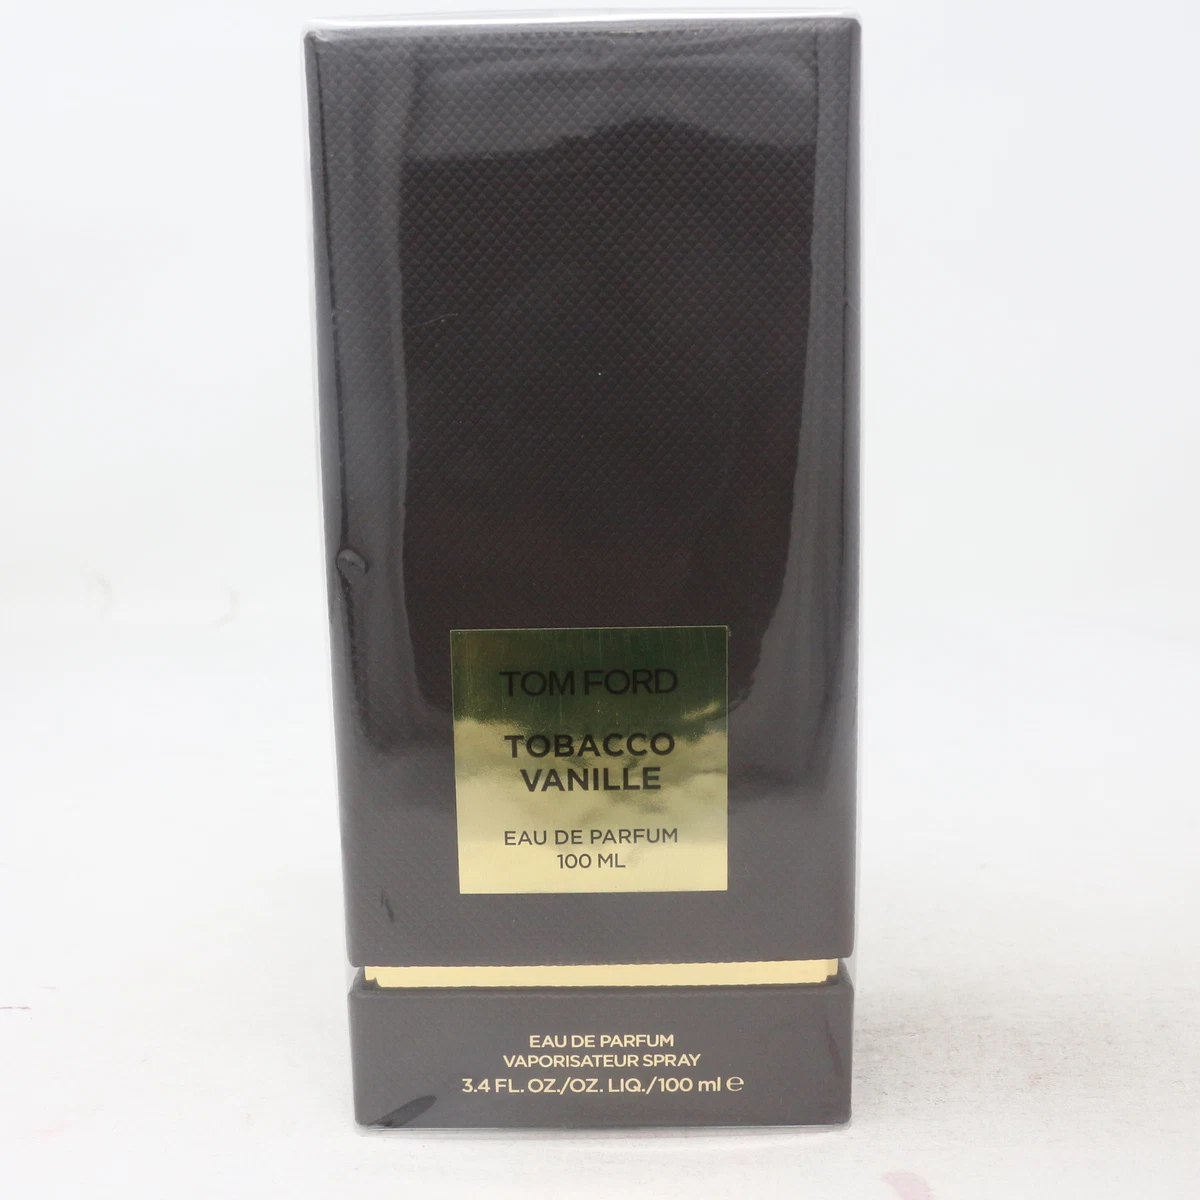 TOM FORD
TOBACCO
VANILLE
EAU DE PARFUM
100 ML
EAU DE PARFUM
VAPORISATEUR SPRAY
3.4 FL. OZ./OZ. LIQ./100 ml ℮